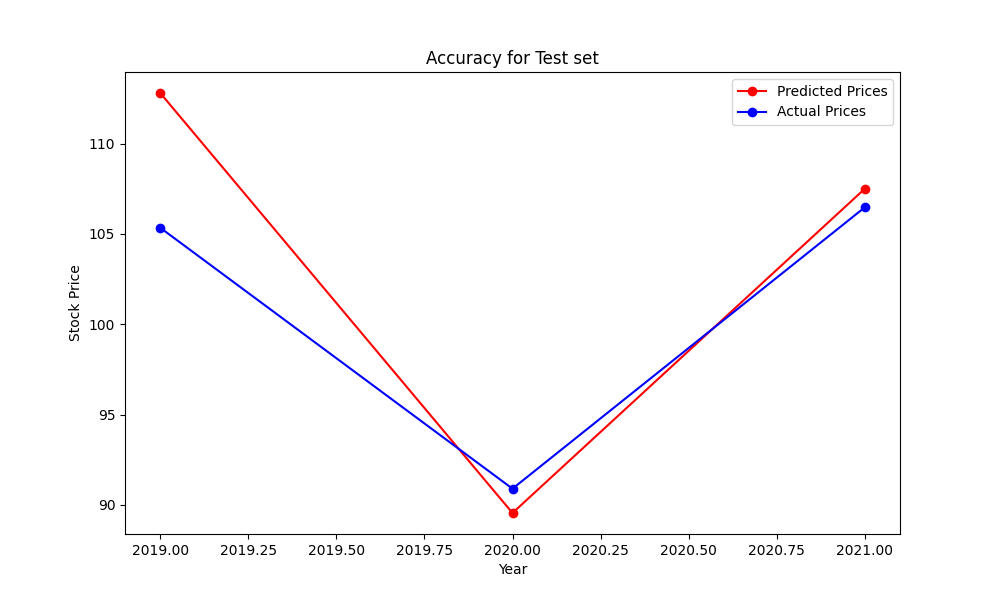 Accuracy for Test set
Predicted Prices
Actual Prices
Stock Price
110
105
100
95
90
2019.00 2019.25 2019.50 2019.75 2020.00 2020.25 2020.50 2020.75 2021.00
Year